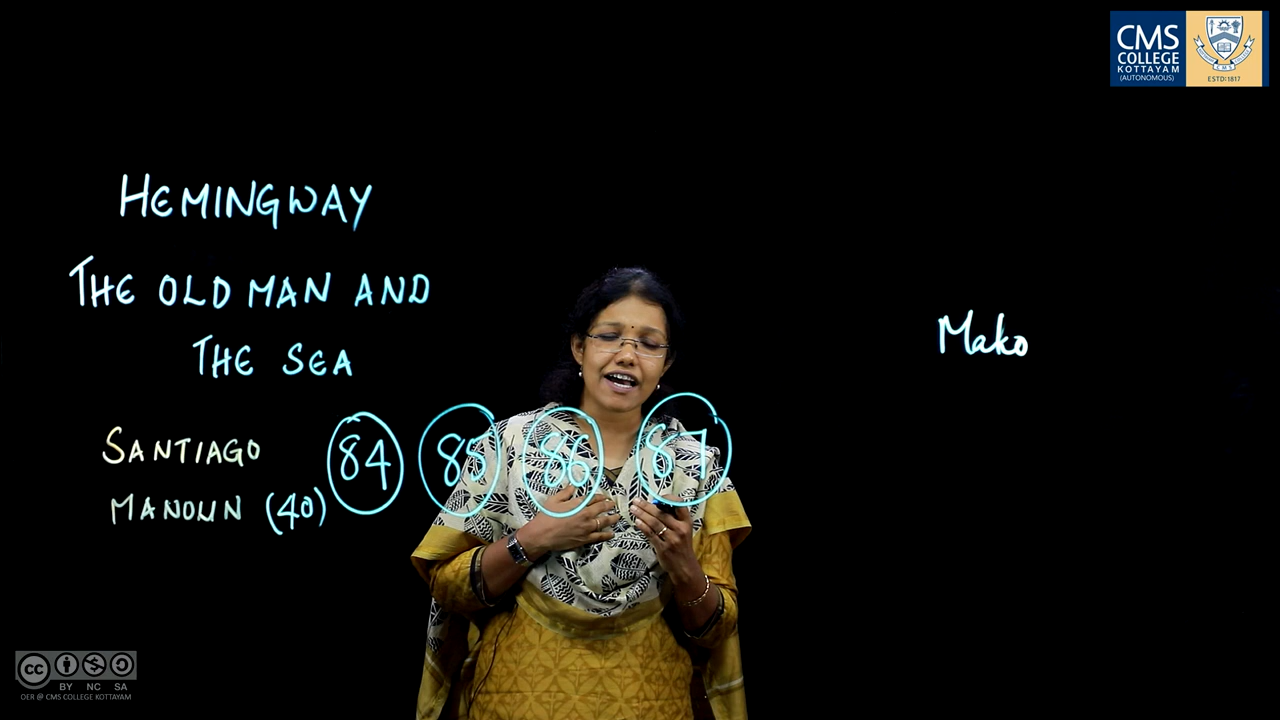 CMS
COLLEGE
KOTTAYAM
(AUTONOMOUS)
ESTD:1817
HEMINGWAY
THE OLD MAN AND
THE SEA
Mako
SANTIAGO 84 85 86 87
MANOLIN (40)
cc
BY NC SA
OER @ CMS COLLEGE KOTTAYAM